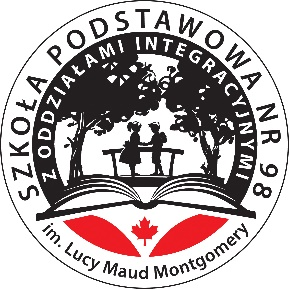 SZKOŁA PODSTAWOWA NR 98
Z ODDZIAŁAMI INTEGRACYJNYMI
im. Lucy Maud Montgomery